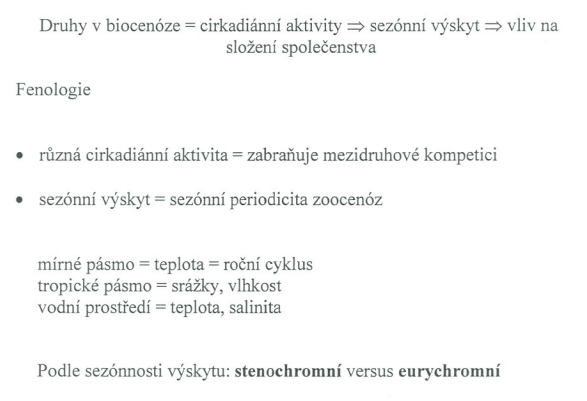 Druhy v biocenóze = cirkadiánní aktivity ⇒ sezónní výskyt ⇒ vliv na
složení společenstva
Fenologie
• různá cirkadiánní aktivita = zabraňuje mezidruhové kompetici
• sezónní výskyt = sezónní periodicita zoocenóz
mírné pásmo = teplota = roční cyklus
tropické pásmo = srážky, vlhkost
vodní prostředí = teplota, salinita
Podle sezónnosti výskytu: stenochromní versus eurychromní